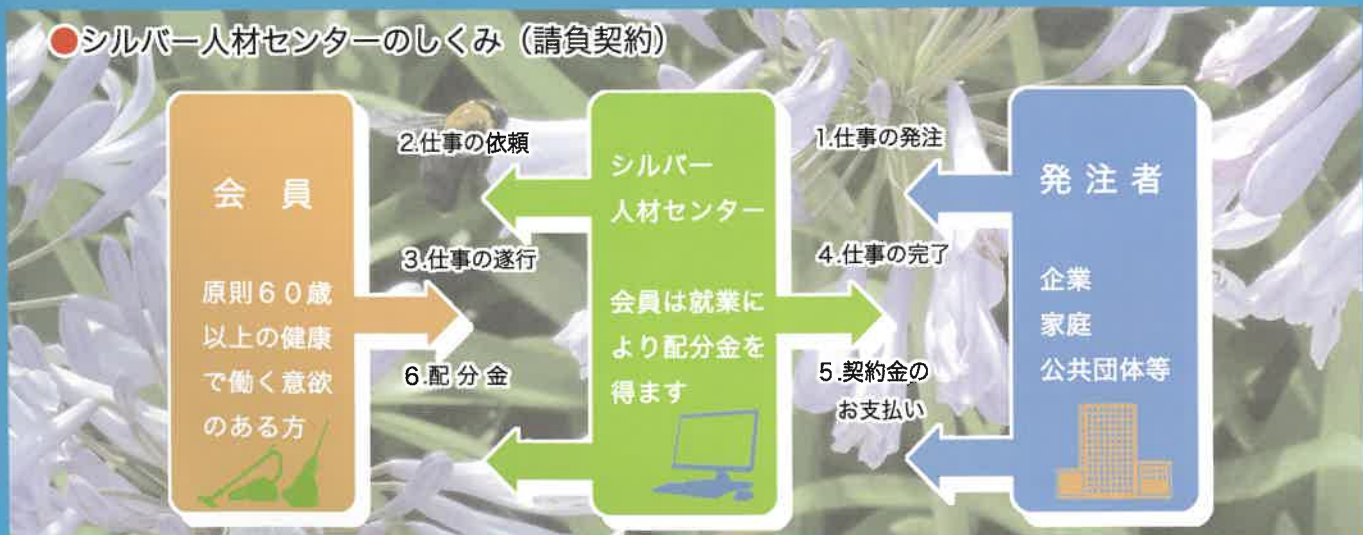 ●シルバー人材センターのしくみ（請負契約）
会員
原則６０歳
以上の健康
で働く意欲
のある方
2.仕事の依頼
3.仕事の遂行
6.配分金
シルバー
人材センター
会員は就業に
より配分金を
得ます
1.仕事の発注
4.仕事の完了
5.契約金の
お支払い
発注者
企業
家庭
公共団体等